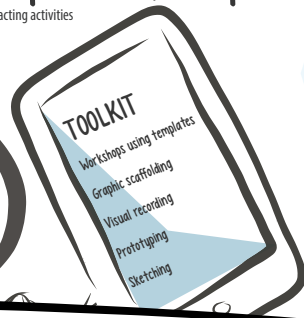 acting activities
TOOLKIT
Workshops using templates
Graphic scaffolding
Visual recording
Prototyping
Sketching